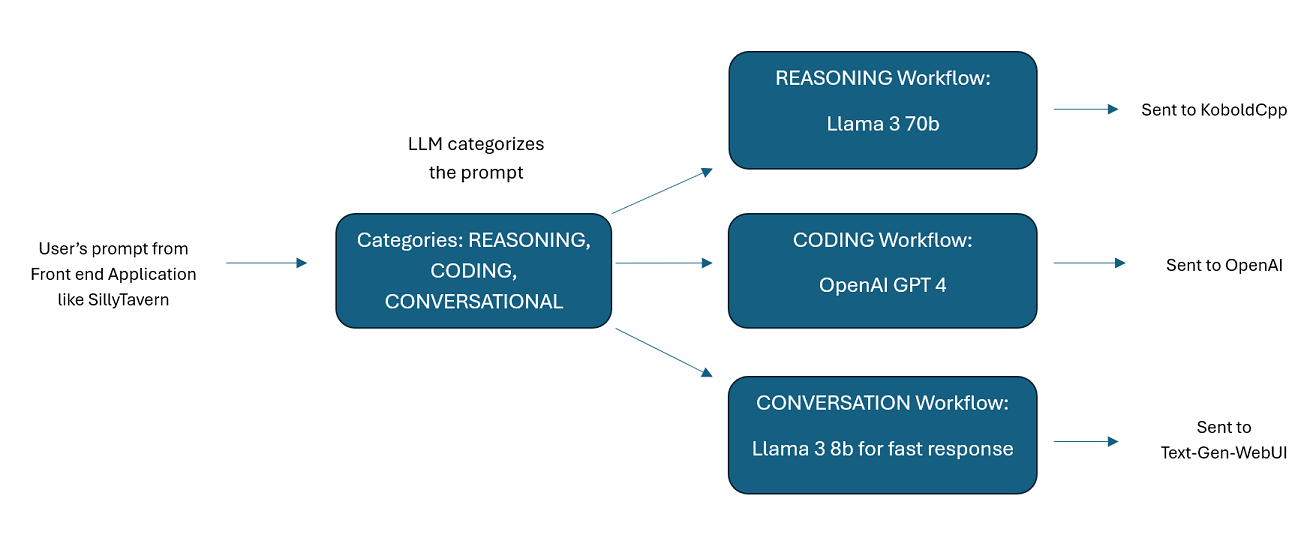 User’s prompt from
Front end Application
like SillyTavern
LLM categorizes
the prompt
Categories: REASONING,
CODING,
CONVERSATIONAL
REASONING Workflow:
Llama 3 70b
Sent to KoboldCpp
CODING Workflow:
OpenAI GPT 4
Sent to OpenAI
CONVERSATION Workflow:
Llama 3 8b for fast response
Sent to
Text-Gen-WebUI